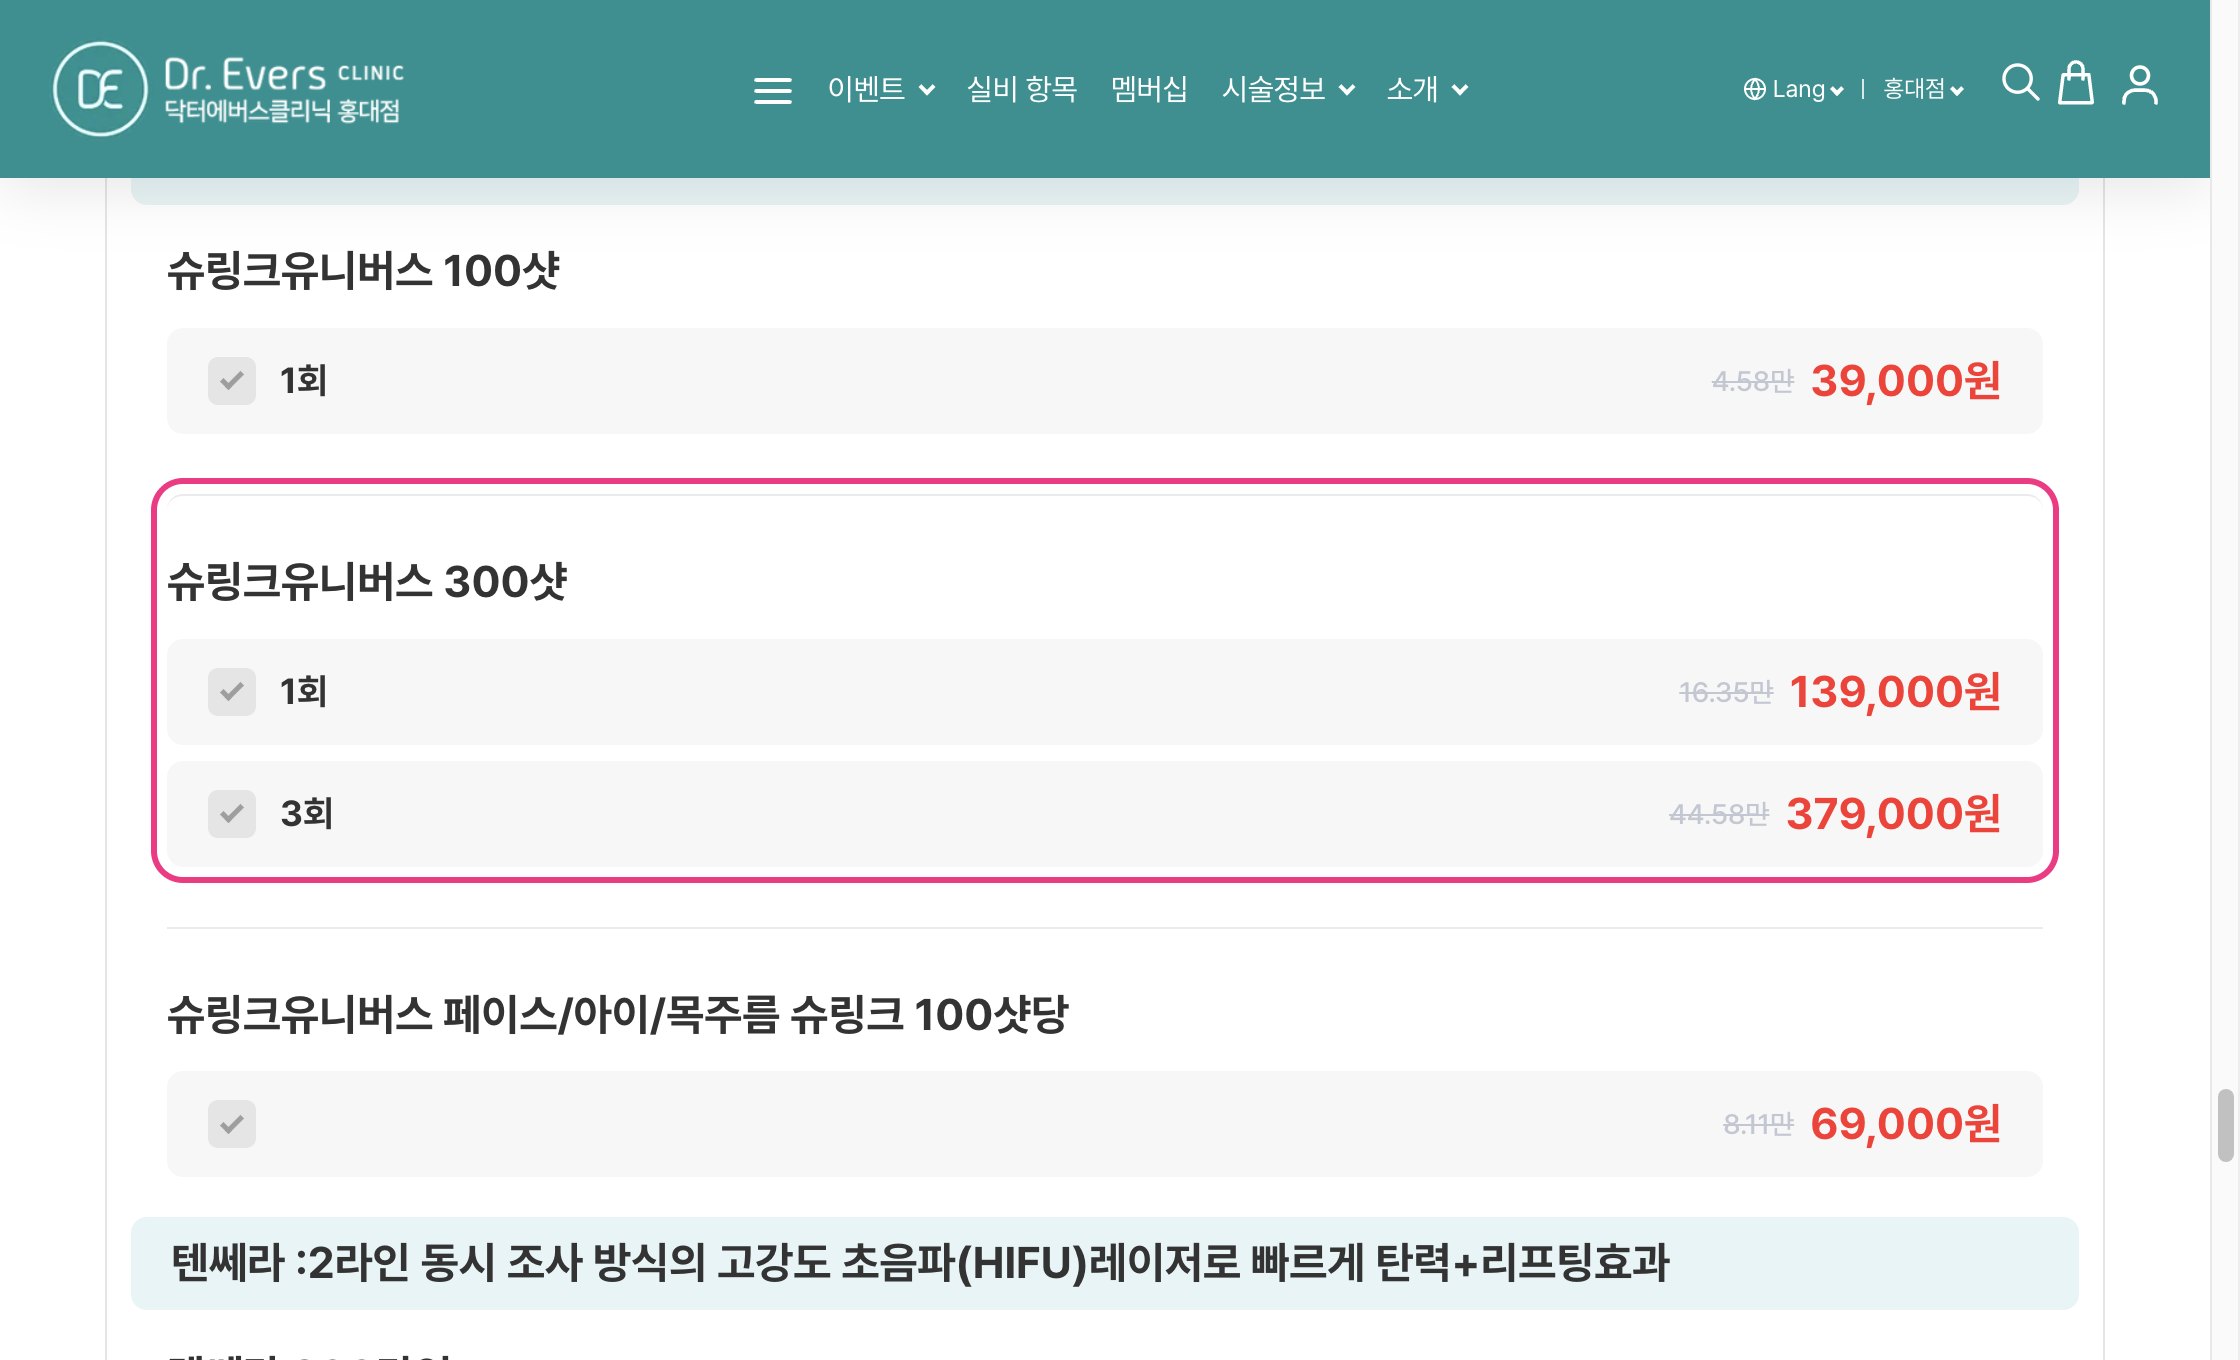 Dr. Evers CLINIC
닥터에버스클리닉 홍대점
이벤트 실비 항목 멤버십 시술정보 소개
Lang | 홍대점
슈링크유니버스 100샷
1회 4.58만 39,000원
슈링크유니버스 300샷
1회 16.35만 139,000원
3회 44.58만 379,000원
슈링크유니버스 페이스/아이/목주름 슈링크 100샷당
8.11만 69,000원
텐쎄라 :2라인 동시 조사 방식의 고강도 초음파(HIFU)레이저로 빠르게 탄력+리프팅효과